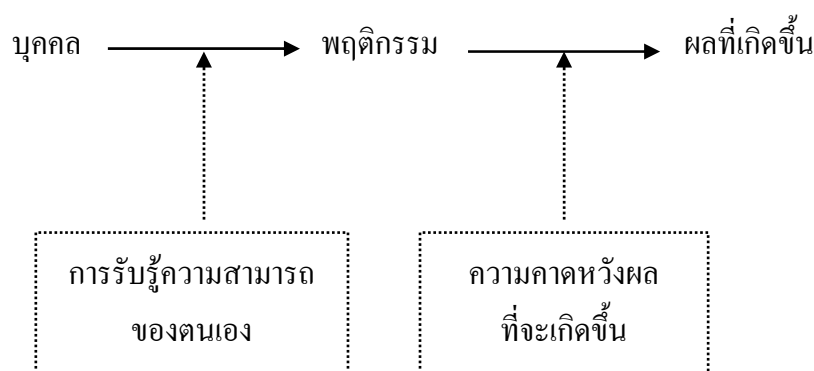 บุคคล พฤติกรรม ผลที่เกิดขึ้น
การรับรู้ความสามารถ
ของตนเอง
ความคาดหวังผล
ที่จะเกิดขึ้น